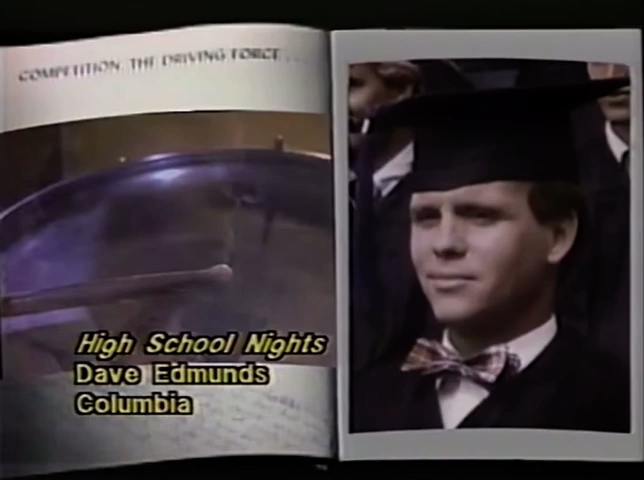 COMPETITION: THE DRIVING FORCE . . .
High School Nights
Dave Edmunds
Columbia